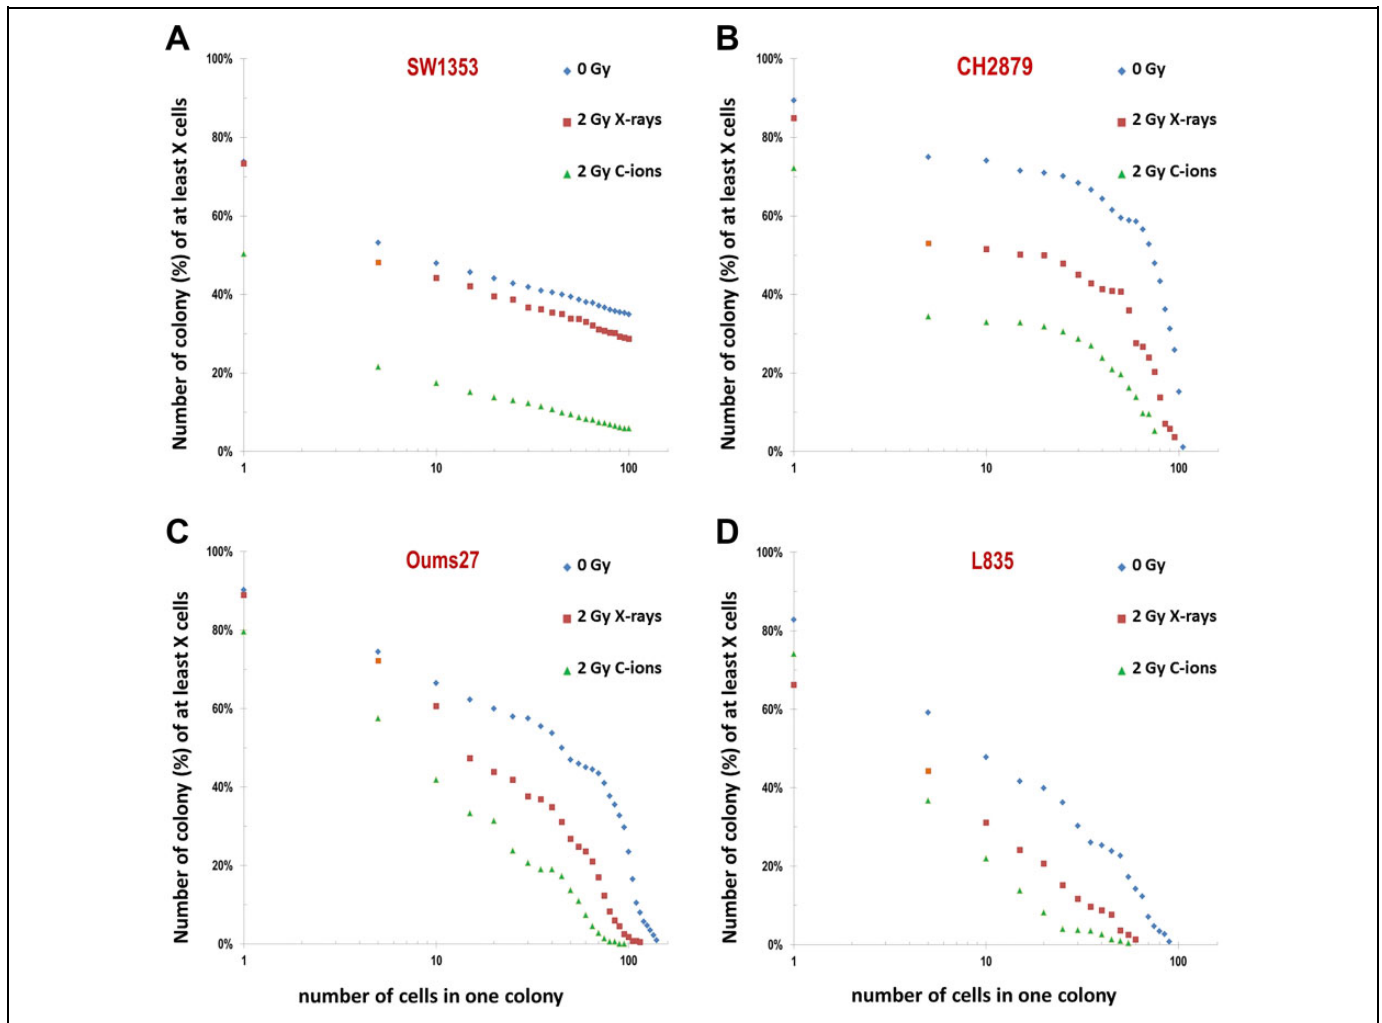 A
SW1353
0 Gy
2 Gy X-rays
2 Gy C-ions
Number of colony (%) of at least X cells
100%
80%
60%
40%
20%
0%
1
10
100
B
CH2879
0 Gy
2 Gy X-rays
2 Gy C-ions
Number of colony (%) of at least X cells
100%
80%
60%
40%
20%
0%
1
10
100
C
Oums27
0 Gy
2 Gy X-rays
2 Gy C-ions
Number of colony (%) of at least X cells
100%
80%
60%
40%
20%
0%
1
10
100
number of cells in one colony
D
L835
0 Gy
2 Gy X-rays
2 Gy C-ions
Number of colony (%) of at least X cells
100%
80%
60%
40%
20%
0%
1
10
100
number of cells in one colony